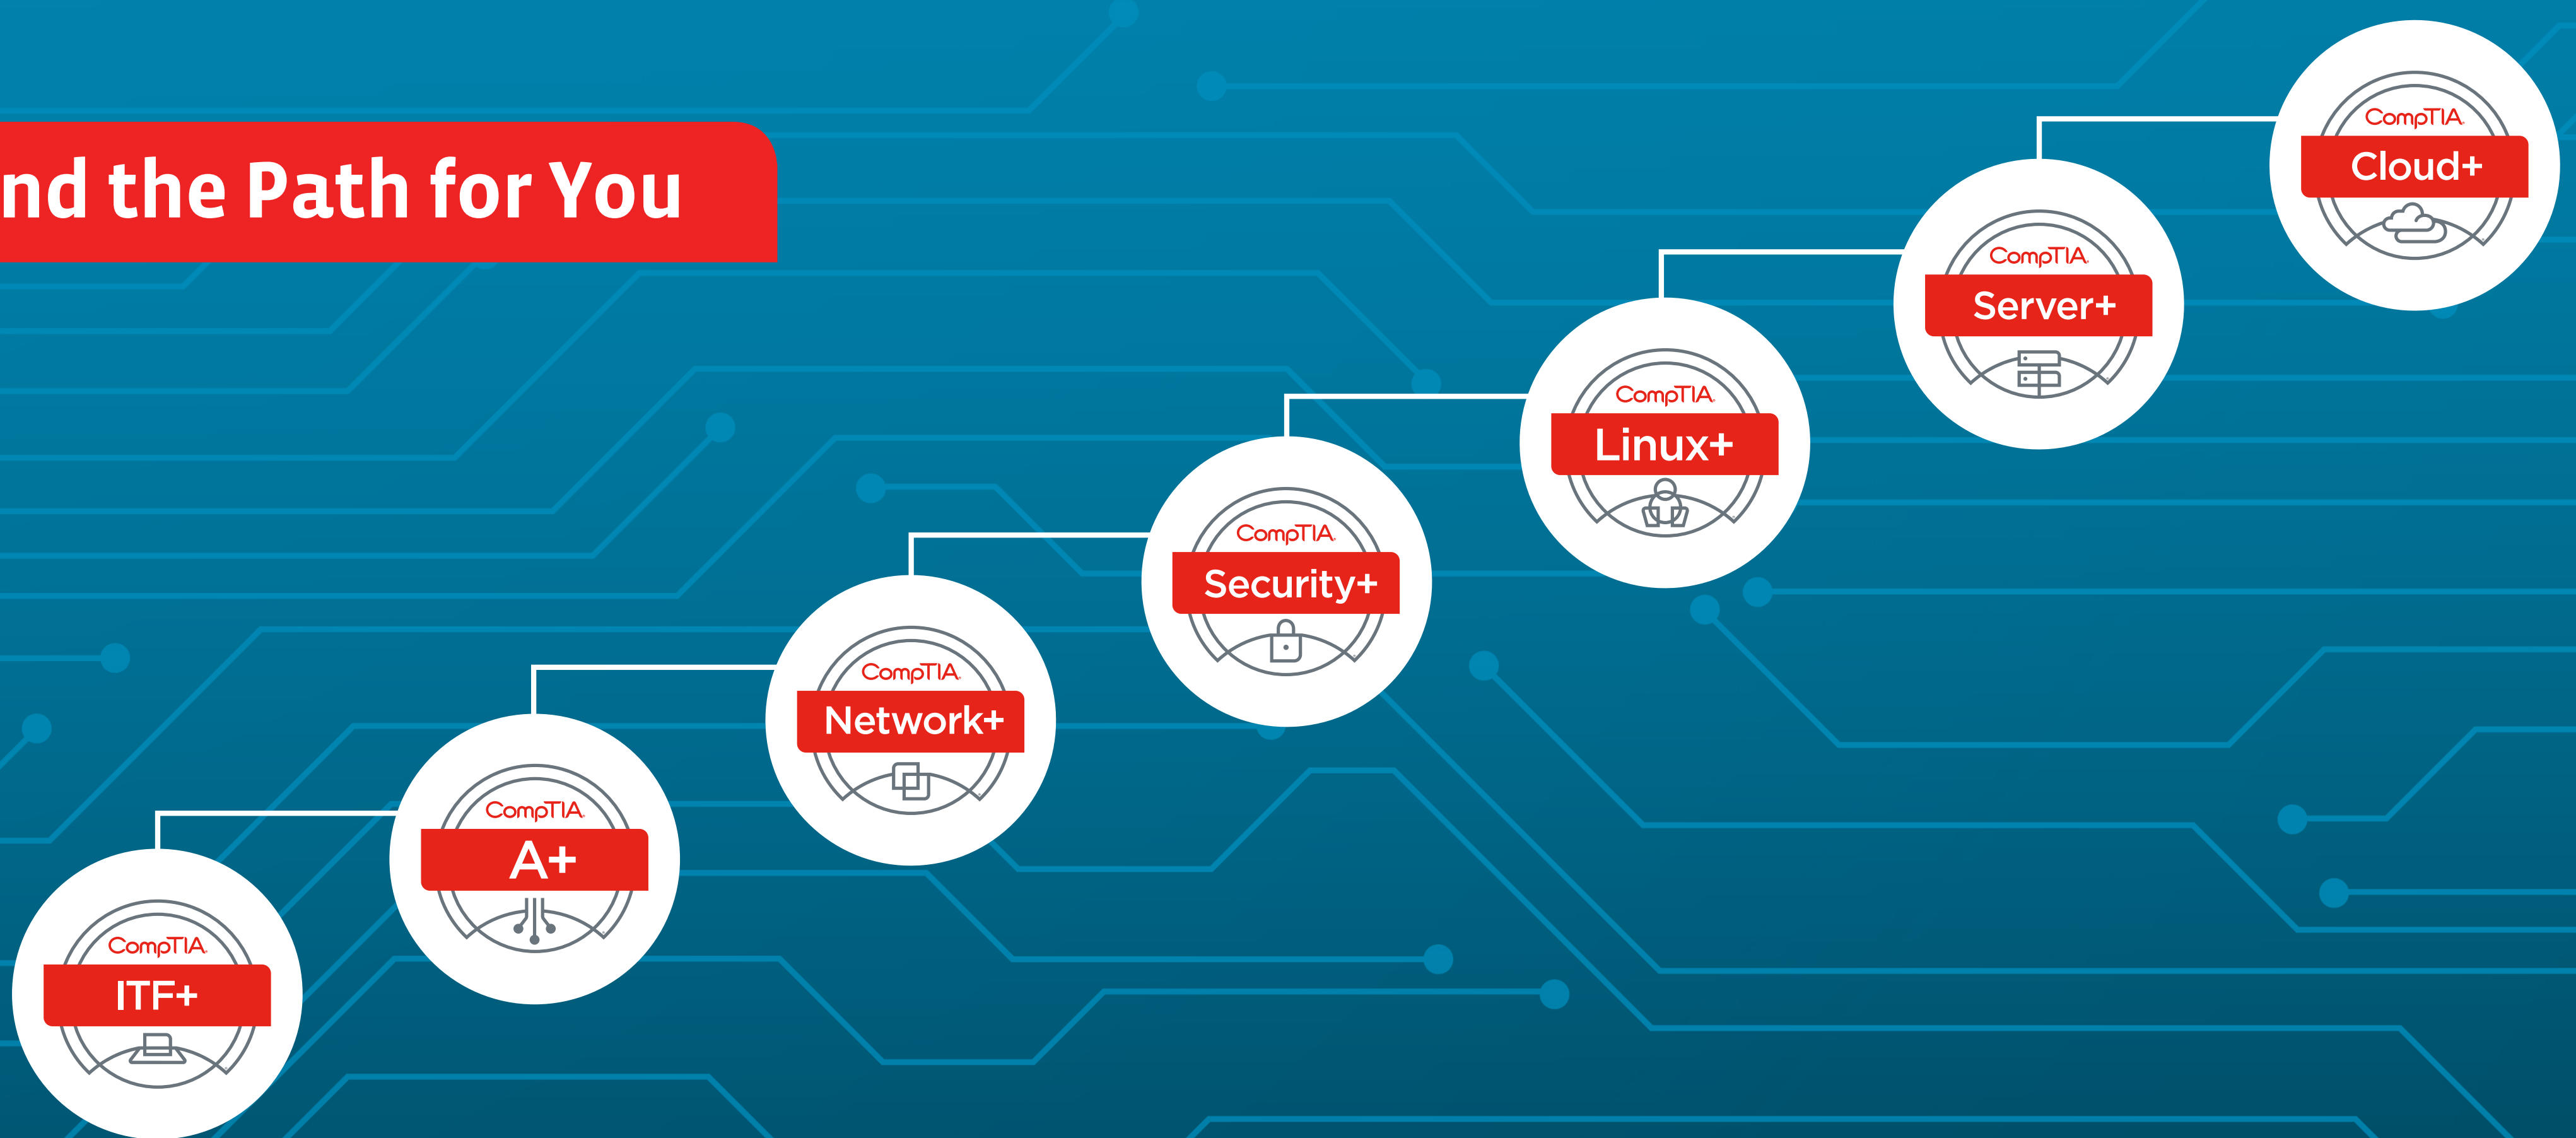 nd the Path for You
CompTIA.
Cloud+
CompTIA.
Server+
CompTIA.
Linux+
CompTIA.
Security+
CompTIA.
Network+
CompTIA.
A+
CompTIA.
ITF+